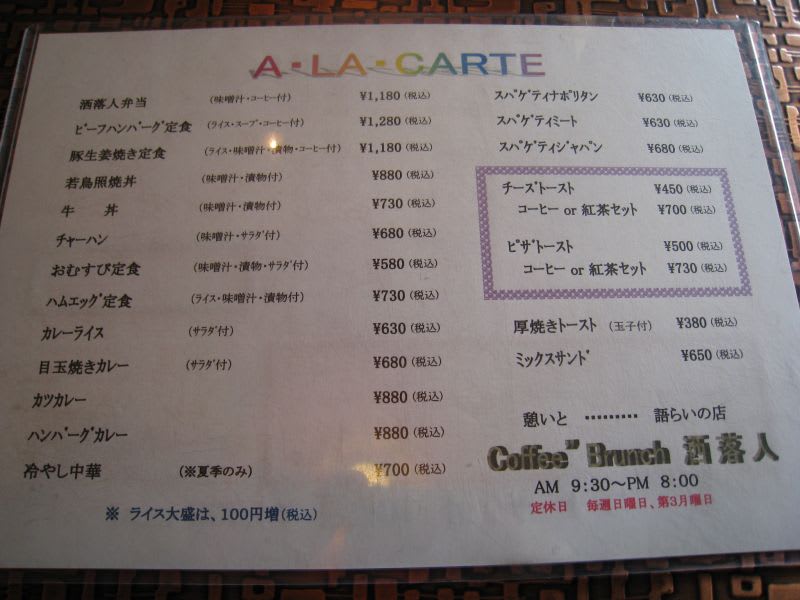 A・LA・CARTE
洒落人弁当 (味噌汁・コーヒー付) ¥1,180 (税込)
ビーフハンバーグ定食 (ライス・スープ・コーヒー付) ¥1,280 (税込)
豚生姜焼き定食 (ライス・味噌汁・漬物・コーヒー付) ¥1,180 (税込)
若鳥照焼丼 (味噌汁・漬物付) ¥880 (税込)
牛 丼 (味噌汁・漬物付) ¥730 (税込)
チャーハン (味噌汁・サラダ付) ¥680 (税込)
おむすび定食 (味噌汁・漬物・サラダ付) ¥580 (税込)
ハムエッグ定食 (ライス・味噌汁・漬物付) ¥730 (税込)
カレーライス (サラダ付) ¥630 (税込)
目玉焼きカレー (サラダ付) ¥680 (税込)
カツカレー ¥880 (税込)
ハンバーグカレー ¥880 (税込)
冷やし中華 (※夏季のみ) ¥700 (税込)
※ ライス大盛は、100円増(税込)
スパゲティナポリタン ¥630 (税込)
スパゲティミート ¥630 (税込)
スパゲティジャパン ¥680 (税込)
チーズトースト ¥450 (税込)
コーヒー or 紅茶セット ¥700 (税込)
ピザトースト ¥500 (税込)
コーヒー or 紅茶セット ¥730 (税込)
厚焼きトースト (玉子付) ¥380 (税込)
ミックスサンド ¥650 (税込)
憩いと ……… 語らいの店
Coffee" Brunch 洒落人
AM 9:30～PM 8:00
定休日 毎週日曜日、第3月曜日